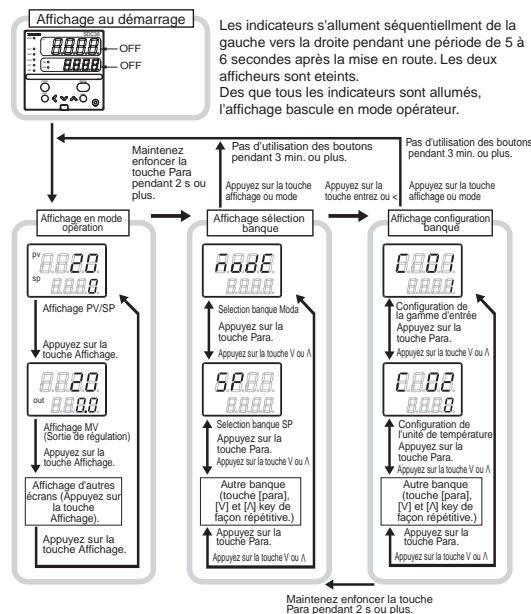 Affichage au démarrage
OFF
OFF
Les indicateurs s'allument séquentiellement de la
gauche vers la droite pendant une période de 5 à
6 secondes après la mise en route. Les deux
afficheurs sont eteints.
Des que tous les indicateurs sont allumés,
l'affichage bascule en mode opérateur.
Maintenez
enfoncer la
touche Para
pendant 2 s ou
plus.
Pas d'utilisation des boutons
pendant 3 min. ou plus.
Appuyez sur la touche
affichage ou mode
Appuyez sur la
touche entrez ou <
Pas d'utilisation des boutons
pendant 3 min. ou plus.
Appuyez sur la touche
affichage ou mode
Affichage en mode
opération
pv
20
sp
0
Affichage PV/SP
Appuyez sur la
touche Affichage.
20
out
0.0
Affichage MV
(Sortie de régulation)
Appuyez sur la
touche Affichage.
Affichage d'autres
écrans (Appuyez sur
la touche
Affichage).
Appuyez sur la
touche Affichage.
Affichage sélection
banque
ñodE
Selection banque Moda
Appuyez sur la
touche Para.
Appuyez sur la touche V ou Λ
SP
Selection banque SP
Appuyez sur la
touche Para.
Appuyez sur la touche V ou Λ
Autre banque
(touche [para],
[V] et [Λ] key de
façon répétitive.)
Appuyez sur la
touche Para.
Appuyez sur la touche V ou Λ
Affichage configuration
banque
C 01
1
Configuration de
la gamme d'entrée
Appuyez sur la
touche Para.
Appuyez sur la touche V ou Λ
C 02
0
Configuration de
l'unité de température
Appuyez sur la
touche Para.
Appuyez sur la touche V ou Λ
Autre banque
(touche [para],
[V] et [Λ] key de
façon répétitive.)
Appuyez sur la
touche Para.
Appuyez sur la touche V ou Λ
Maintenez enfoncer la touche
Para pendant 2 s ou plus.